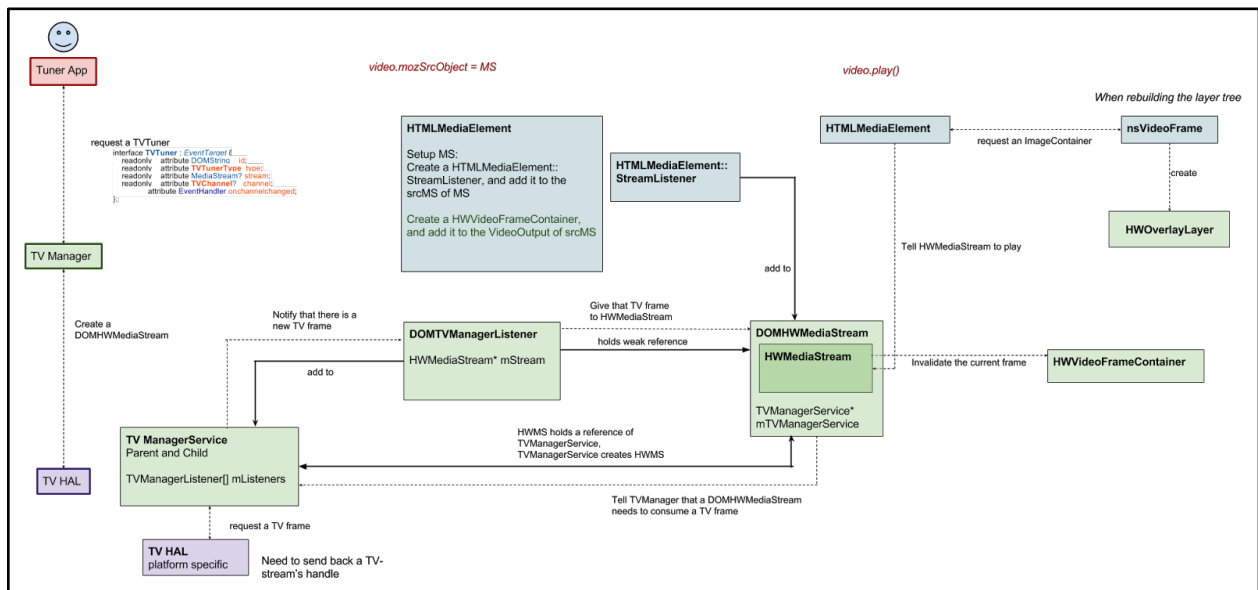 Tuner App
video.mozSrcObject = MS
video.play()
When rebuilding the layer tree
request a TVTuner
interface TVTuner : EventTarget {
readonly attribute DOMString id;
readonly attribute TVTunerType type;
readonly attribute MediaStream? stream;
readonly attribute TVChannel? channel;
attribute EventHandler onchannelchanged;
};
HTMLMediaElement
Setup MS:
Create a HTMLMediaElement::
StreamListener, and add it to the
srcMS of MS
Create a HWVideoFrameContainer,
and add it to the VideoOutput of srcMS
HTMLMediaElement::
StreamListener
HTMLMediaElement
request an ImageContainer
nsVideoFrame
create
HWOverlayLayer
Tell HWMediaStream to play
add to
TV Manager
Create a
DOMHWMediaStream
Notify that there is a
new TV frame
DOMTVManagerListener
HWMediaStream* mStream
Give that TV frame
to HWMediaStream
holds weak reference
add to
DOMHWMediaStream
HWMediaStream
TVManagerService*
mTVManagerService
Invalidate the current frame
HWVideoFrameContainer
TV ManagerService
Parent and Child
TVManagerListener[] mListeners
HWMS holds a reference of
TVManagerService,
TVManagerService creates HWMS
Tell TVManager that a DOMHWMediaStream
needs to consume a TV frame
TV HAL
request a TV frame
TV HAL
platform specific
Need to send back a TV-
stream's handle